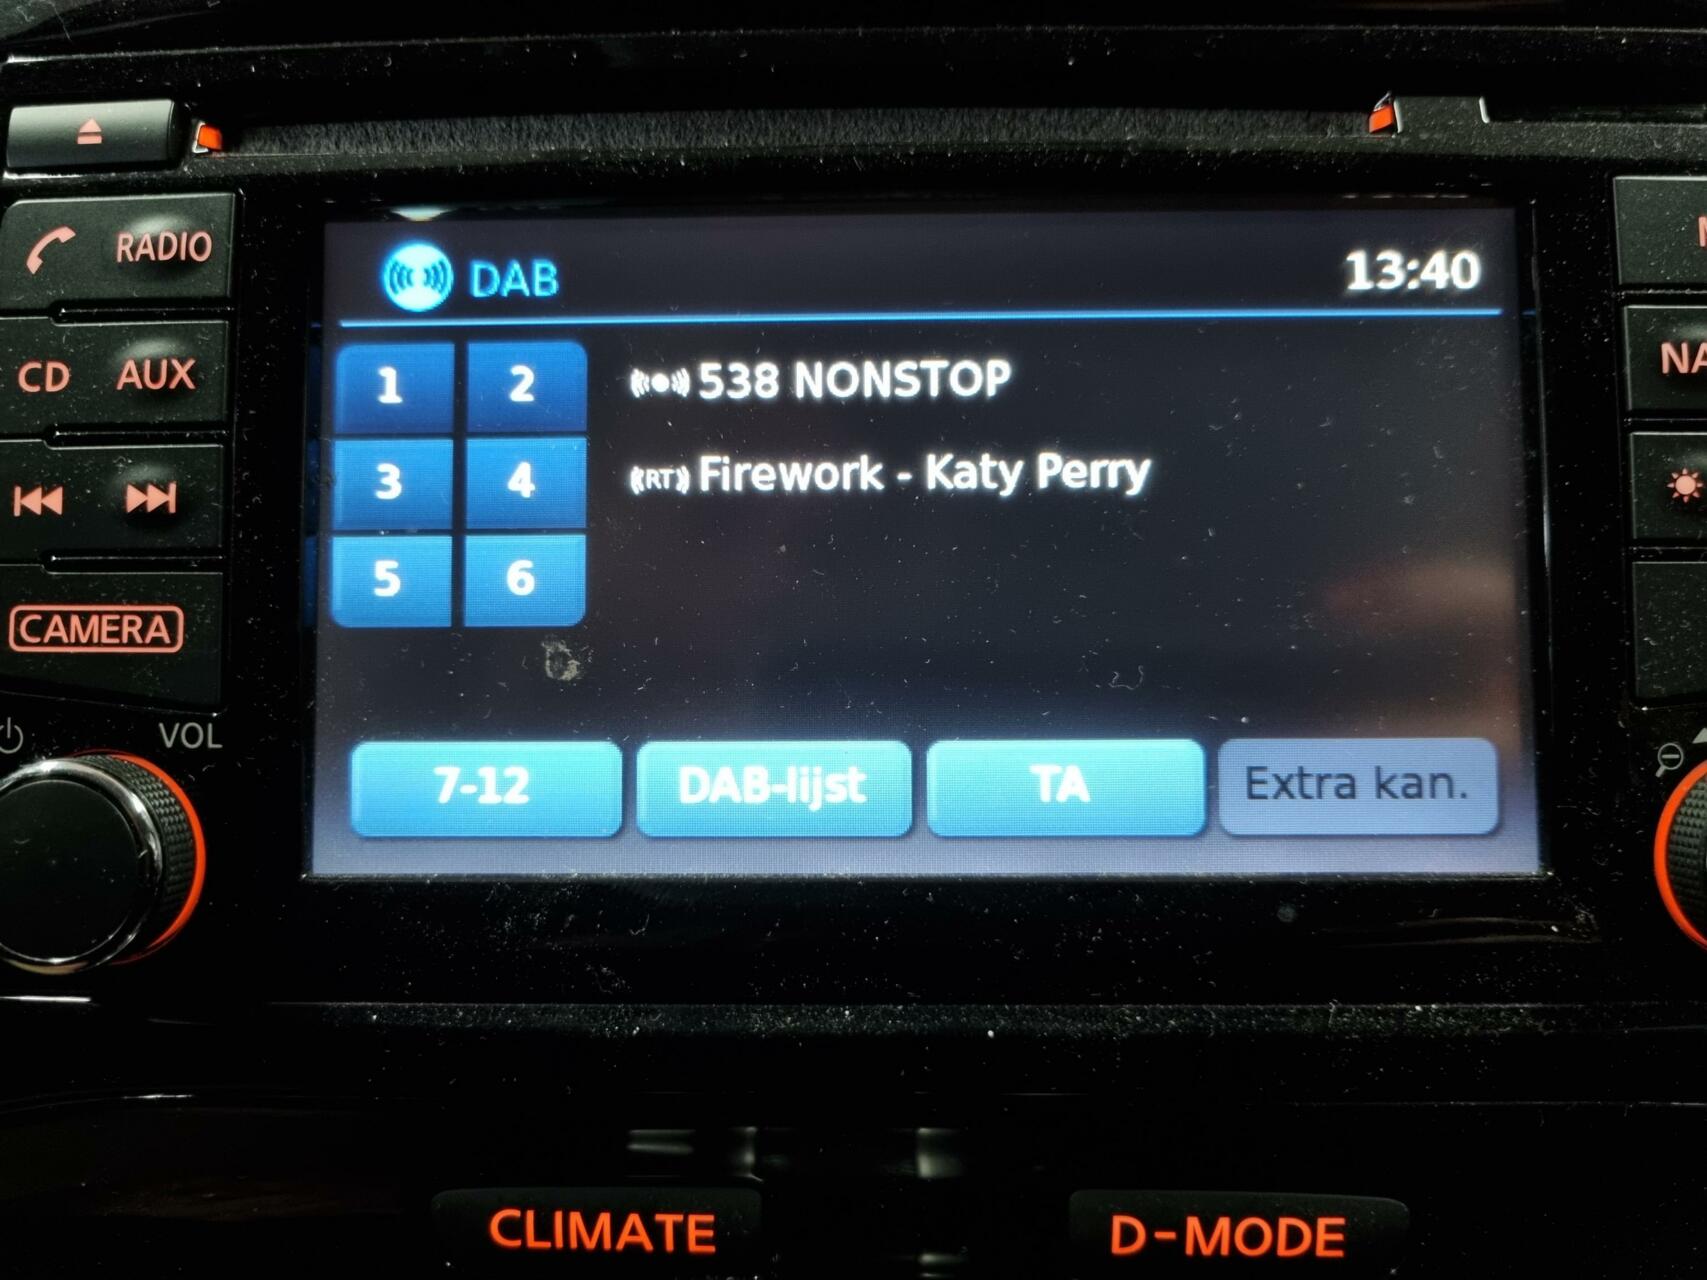 RADIO
CD AUX
CAMERA
VOL
DAB 13:40
1 2 538 NONSTOP
3 4 RT Firework - Katy Perry
5 6
7-12 DAB-lijst TA Extra kan.
CLIMATE D-MODE